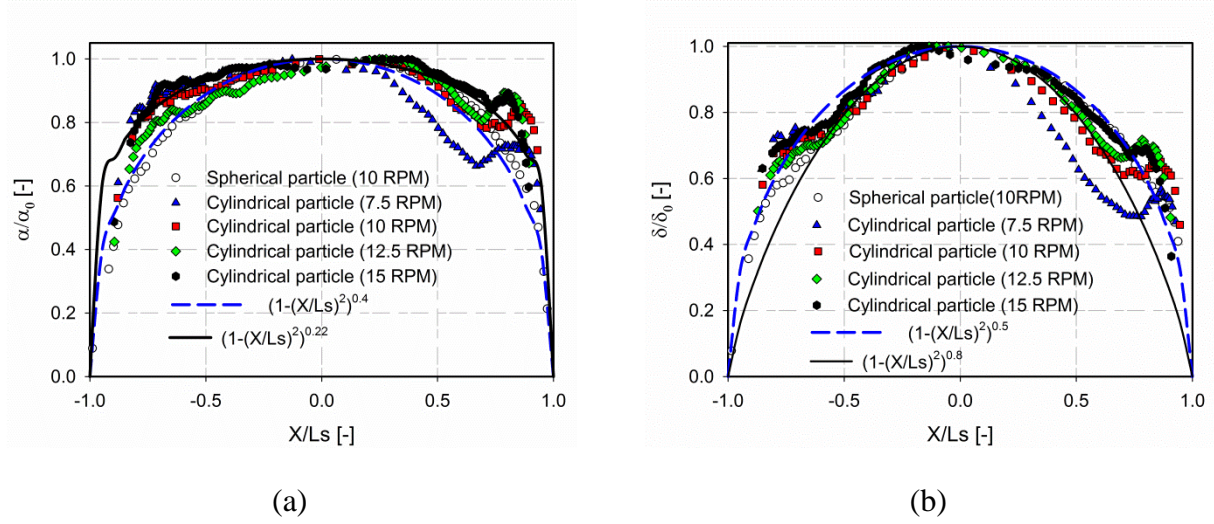 α/α0 [-]
1.0
0.8
0.6
0.4
0.2
0.0
Spherical particle (10 RPM)
Cylindrical particle (7.5 RPM)
Cylindrical particle (10 RPM)
Cylindrical particle (12.5 RPM)
Cylindrical particle (15 RPM)
(1-(X/Ls)²)^0.4
(1-(X/Ls)²)^0.22
-1.0 -0.5 0.0 0.5 1.0
X/Ls [-]
(a)
δ/δ0 [-]
1.0
0.8
0.6
0.4
0.2
0.0
Spherical particle(10RPM)
Cylindrical particle (7.5 RPM)
Cylindrical particle (10 RPM)
Cylindrical particle (12.5 RPM)
Cylindrical particle (15 RPM)
(1-(X/Ls)²)^0.5
(1-(X/Ls)²)^0.8
-1.0 -0.5 0.0 0.5 1.0
X/Ls [-]
(b)